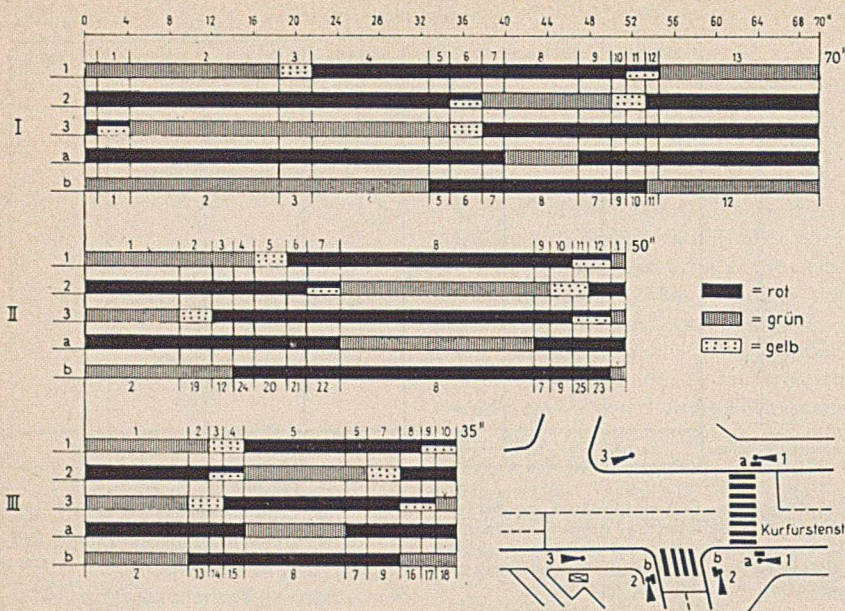 0 4 8 12 16 20 24 28 32 36 40 44 48 52 56 60 64 68 70"
1 2 3 4 5 6 7 8 9 10 11 12 13
1 70"
2
I 3
a
b
1 2 3 5 6 7 8 7 9 10 11 12
1 2 3 4 5 6 7 8 9 10 11 12 1
1 50"
2
II 3
a
b
2 19 12 24 20 21 22 8 7 9 25 23
= rot
= grün
= gelb
1 2 3 4 5 6 7 8 9 10
1 35"
2
III 3
a
b
2 13 14 15 8 7 9 16 17 18
3 a 1
Kurfürstenst
3 b b a 1
2 2